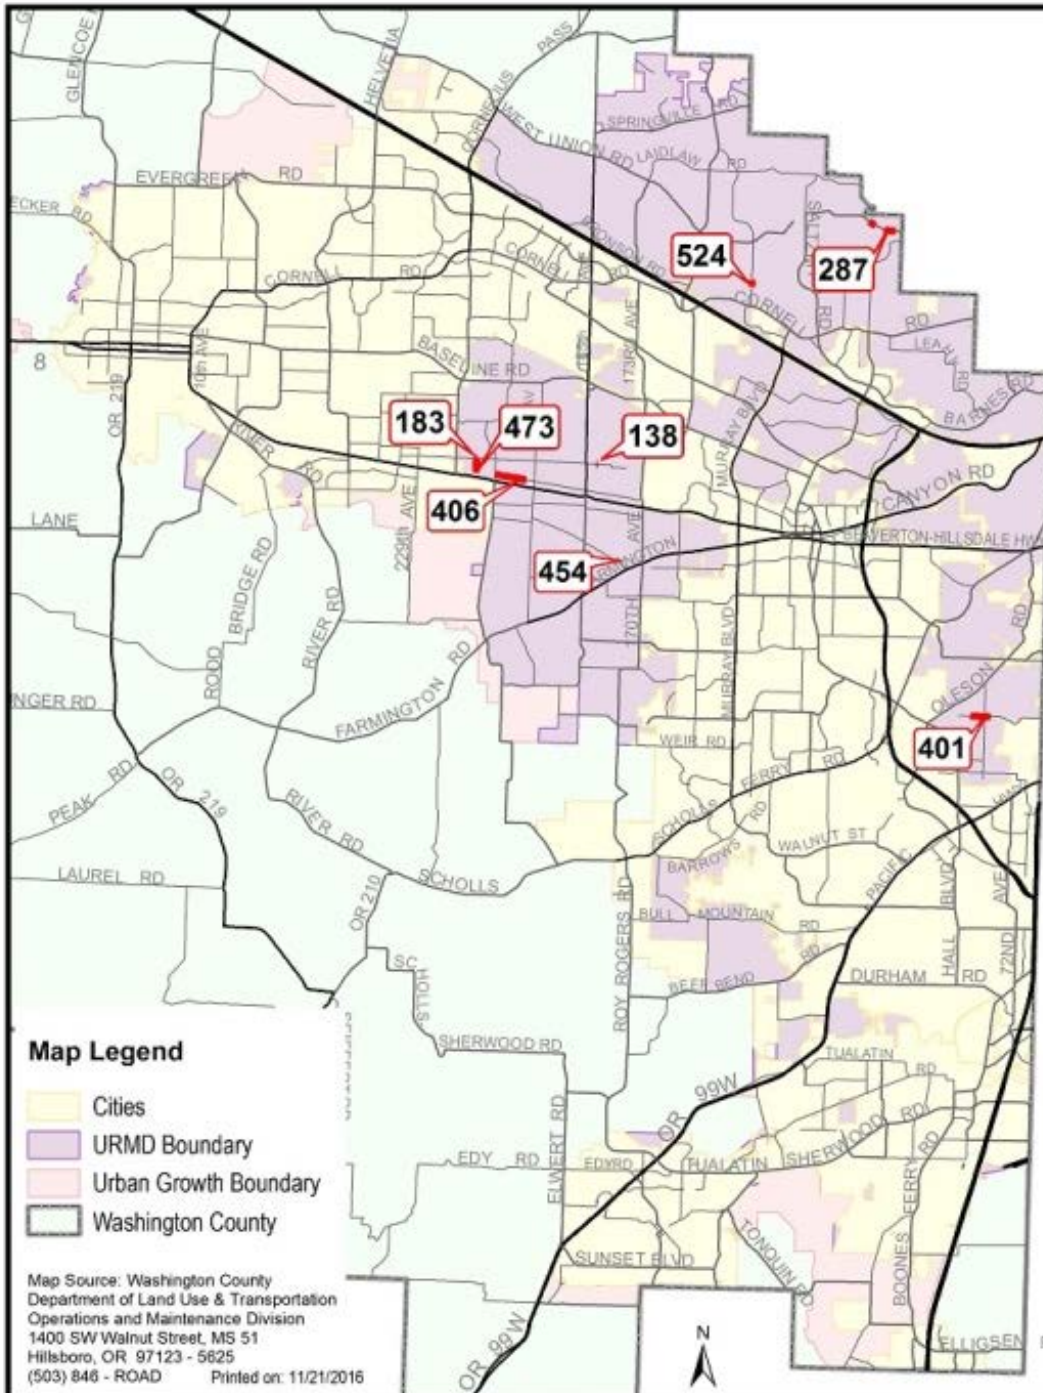 GLENCOE
HELVETIA
CORNELIUS
PASS
SPRINGVILLE RD
WEST UNION RD
LAIDLAW RD
EVERGREEN RD
RD
BRONSON RD
CORNELL RD
CORNELL RD
524
287
CORNELL RD
RD
LEAHY RD
BARNES RD
8
OR 219
10th AVE
BASELINE RD
173RD AVE
MURRAY BLVD
183
473
138
406
454
RIVER RD
229th AVE
CANYON RD
BEAVERTON-HILLSDALE HWY
LANE
BRIDGE RD
ROOD
RIVER RD
170TH AVE
MURRAY BLVD
OLESON RD
401
FARMINGTON RD
WEIR RD
PEAK RD
OR 219
RIVER RD
SCHOLLS FERRY RD
BARROWS RD
WALNUT ST
PACIFIC
LAUREL RD
SCHOLLS
OR 210
ROY ROGERS RD
BULL MOUNTAIN RD
BEEF BEND RD
HALL BLVD
72ND AVE
DURHAM RD
SC
HOLLS
SHERWOOD RD
TUALATIN RD
OR 99W
ELWERT RD
EDY RD
EDY RD
TUALATIN SHERWOOD RD
BOONES FERRY RD
SUNSET BLVD
TONQUIN RD
ELLIGSEN
OR 99W
N
Map Legend
Cities
URMD Boundary
Urban Growth Boundary
Washington County
Map Source: Washington County
Department of Land Use & Transportation
Operations and Maintenance Division
1400 SW Walnut Street, MS 51
Hillsboro, OR 97123 - 5625
(503) 846 - ROAD Printed on: 11/21/2016